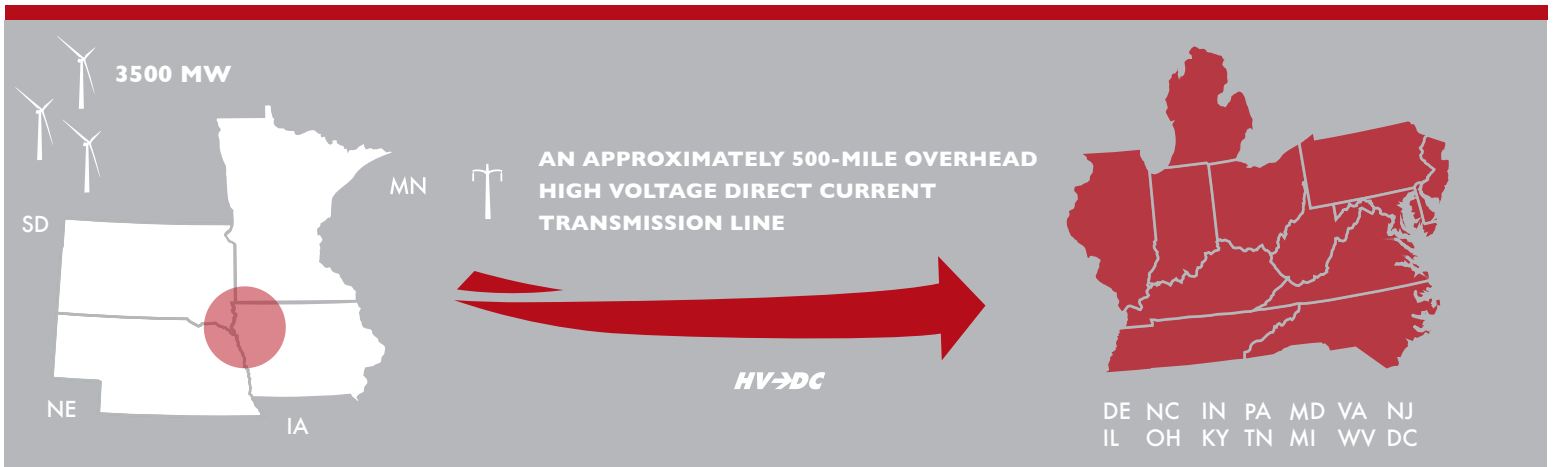 3500 MW
AN APPROXIMATELY 500-MILE OVERHEAD
HIGH VOLTAGE DIRECT CURRENT
TRANSMISSION LINE
MN
SD
HV→DC
NE
IA
DE NC IN PA MD VA NJ
IL OH KY TN MI WV DC